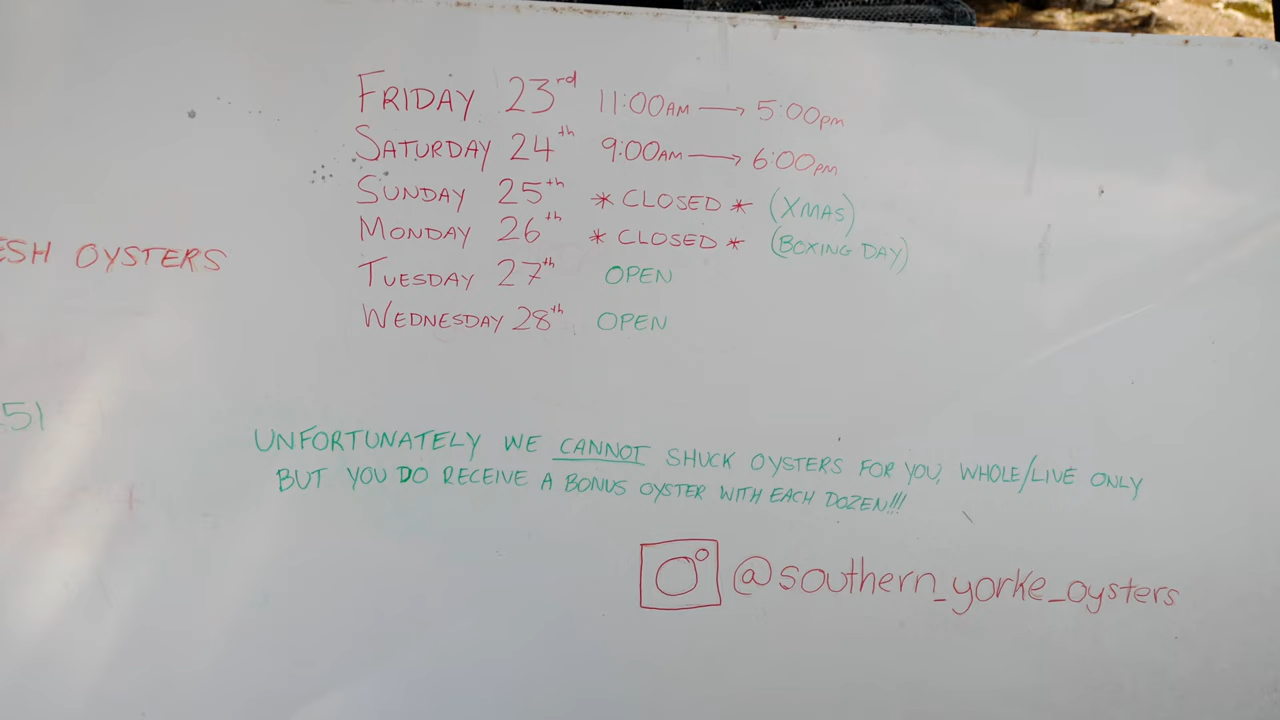 FRIDAY 23rd 11:00AM → 5:00pm
SATURDAY 24th 9:00AM → 6:00pm
SUNDAY 25th * CLOSED * (XMAS)
MONDAY 26th * CLOSED * (BOXING DAY)
ESH OYSTERS
TUESDAY 27th OPEN
WEDNESDAY 28th OPEN
51
UNFORTUNATELY WE CANNOT SHUCK OYSTERS FOR YOU, WHOLE/LIVE ONLY
BUT YOU DO RECEIVE A BONUS OYSTER WITH EACH DOZEN!!!
@southern_yorke_oysters